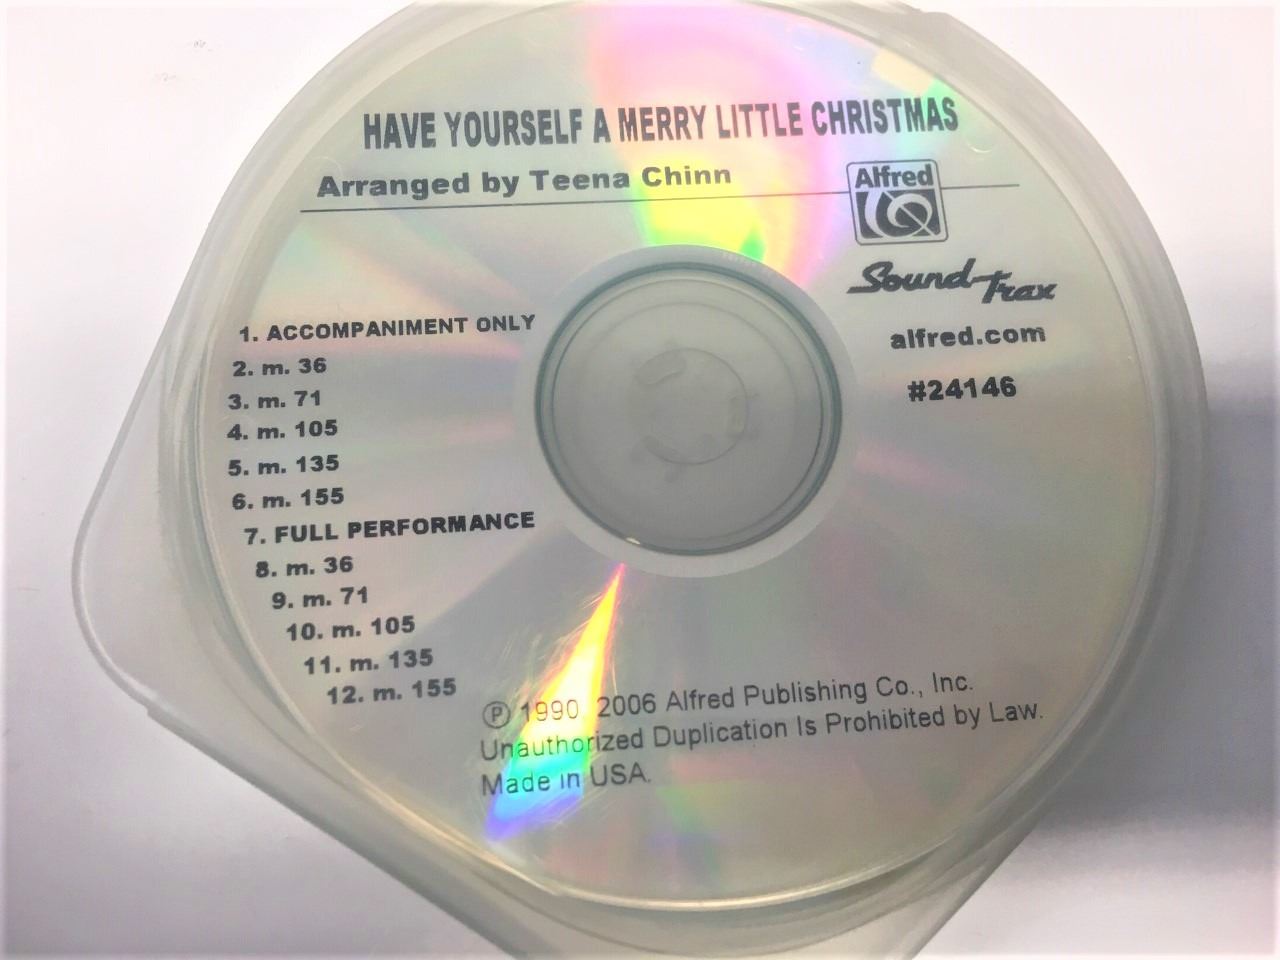 HAVE YOURSELF A MERRY LITTLE CHRISTMAS
Arranged by Teena Chinn
Alfred
Sound-Trax
alfred.com
#24146
1. ACCOMPANIMENT ONLY
2. m. 36
3. m. 71
4. m. 105
5. m. 135
6. m. 155
7. FULL PERFORMANCE
8. m. 36
9. m. 71
10. m. 105
11. m. 135
12. m. 155
Ⓟ 1990, 2006 Alfred Publishing Co., Inc.
Unauthorized Duplication Is Prohibited by Law.
Made in USA.